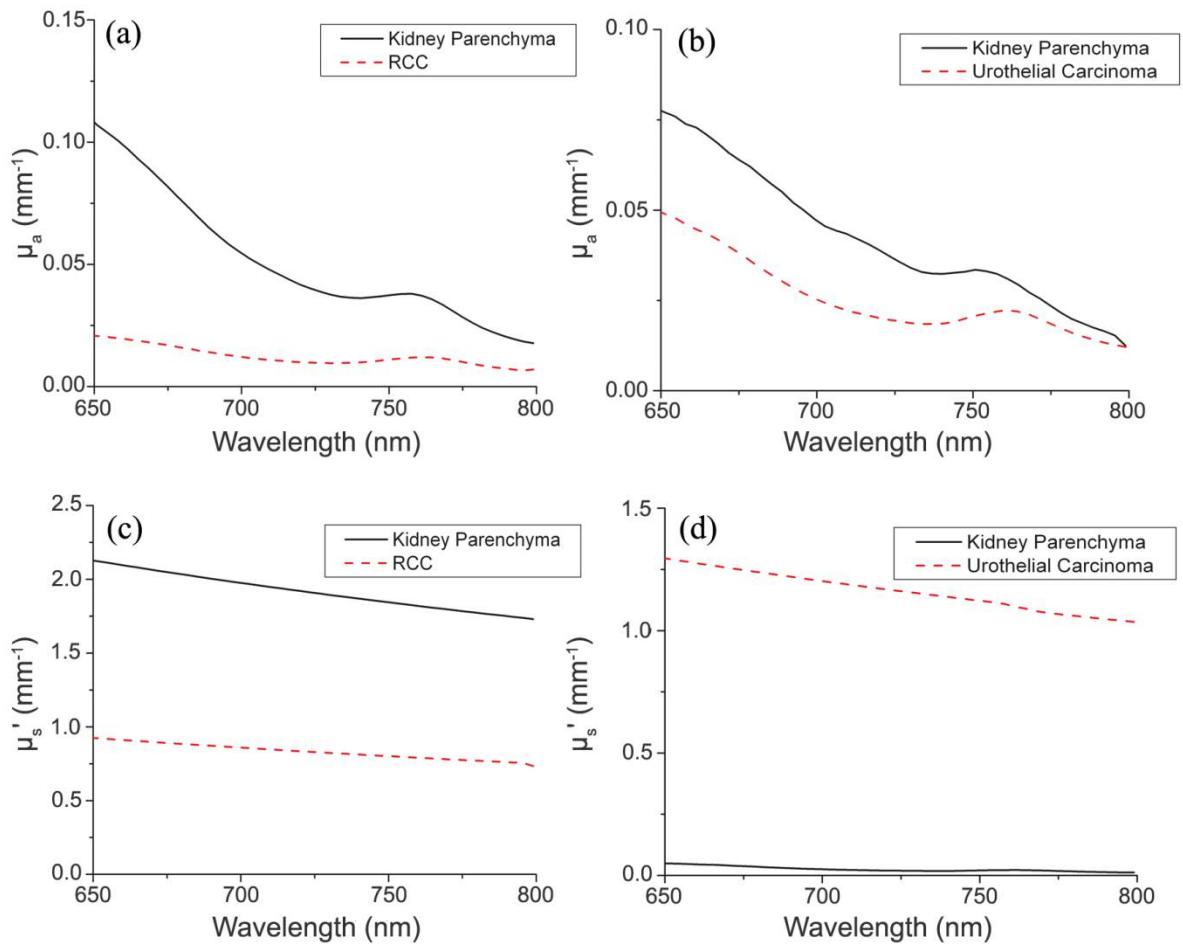 (a)
Kidney Parenchyma
RCC
0.15
0.10
0.05
0.00
μa (mm-1)
650 700 750 800
Wavelength (nm)
(b)
Kidney Parenchyma
Urothelial Carcinoma
0.10
0.05
0.00
μa (mm-1)
650 700 750 800
Wavelength (nm)
(c)
Kidney Parenchyma
RCC
2.5
2.0
1.5
1.0
0.5
0.0
μs' (mm-1)
650 700 750 800
Wavelength (nm)
(d)
Kidney Parenchyma
Urothelial Carcinoma
1.5
1.0
0.5
0.0
μs' (mm-1)
650 700 750 800
Wavelength (nm)